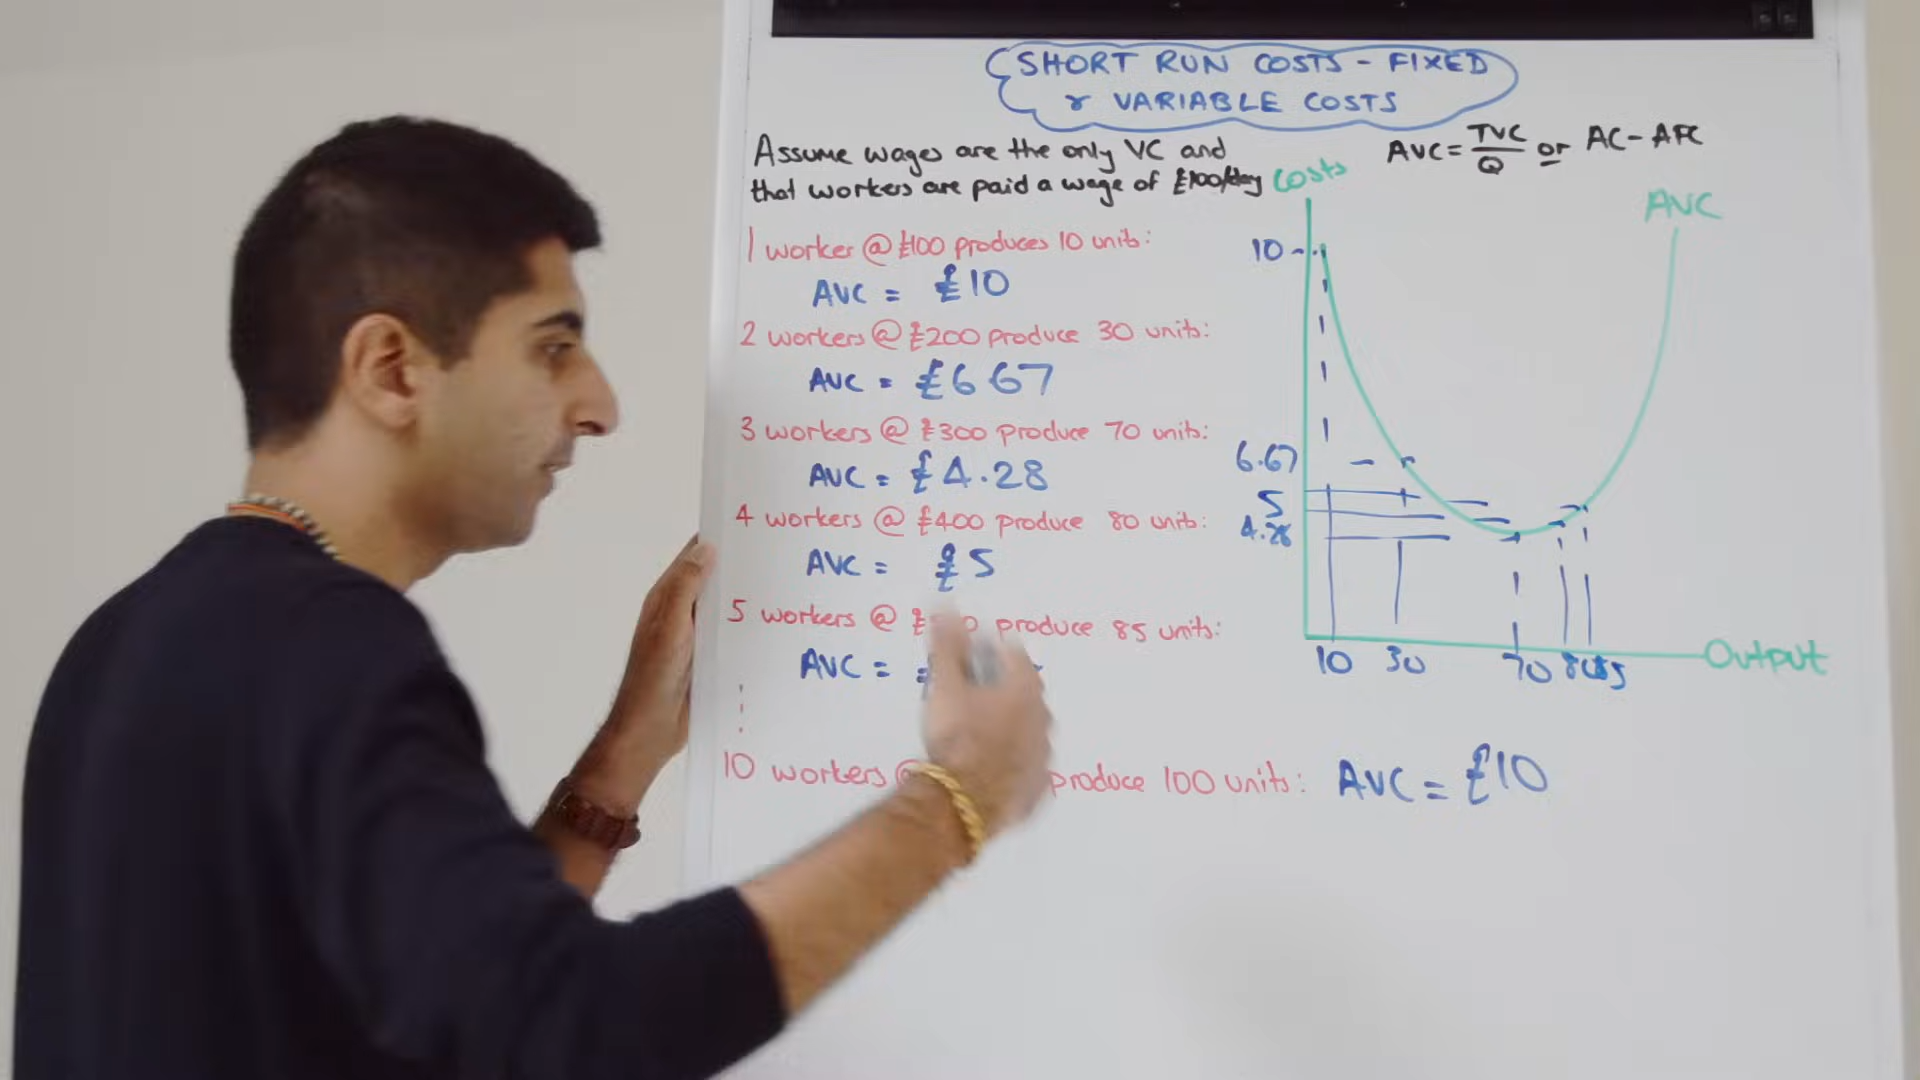 SHORT RUN COSTS - FIXED
& VARIABLE COSTS
Assume wages are the only VC and
that workers are paid a wage of £100/day
AVC = TVC/Q or AC - AFC
1 worker @ £100 produces 10 units:
AVC = £10
2 workers @ £200 produce 30 units:
AVC = £6 67
3 workers @ £300 produce 70 units:
AVC = £4.28
4 workers @ £400 produce 80 units:
AVC = £5
5 workers @ produce 85 units:
AVC =
10 workers produce 100 units: AVC = £10
Costs
AVC
10
6.67
5
4.28
10 30 70 80 85
Output